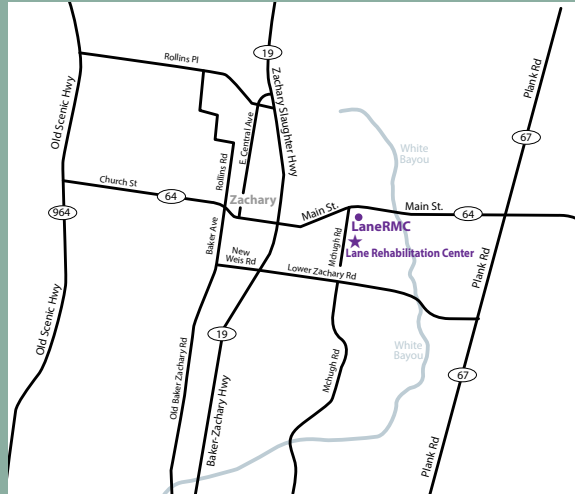 19
Rollins Pl
Plank Rd
Old Scenic Hwy
Zachary Slaughter Hwy
E. Central Ave
67
White
Bayou
Rollins Rd
Church St
64
Zachary
964
Main St.
Main St.
64
LaneRMC
Baker Ave
Mchugh Rd
Lane Rehabilitation Center
New
Weis Rd
Lower Zachary Rd
Plank Rd
Old Scenic Hwy
19
White
Bayou
Old Baker Zachary Rd
Mchugh Rd
67
Baker-Zachary Hwy
Plank Rd